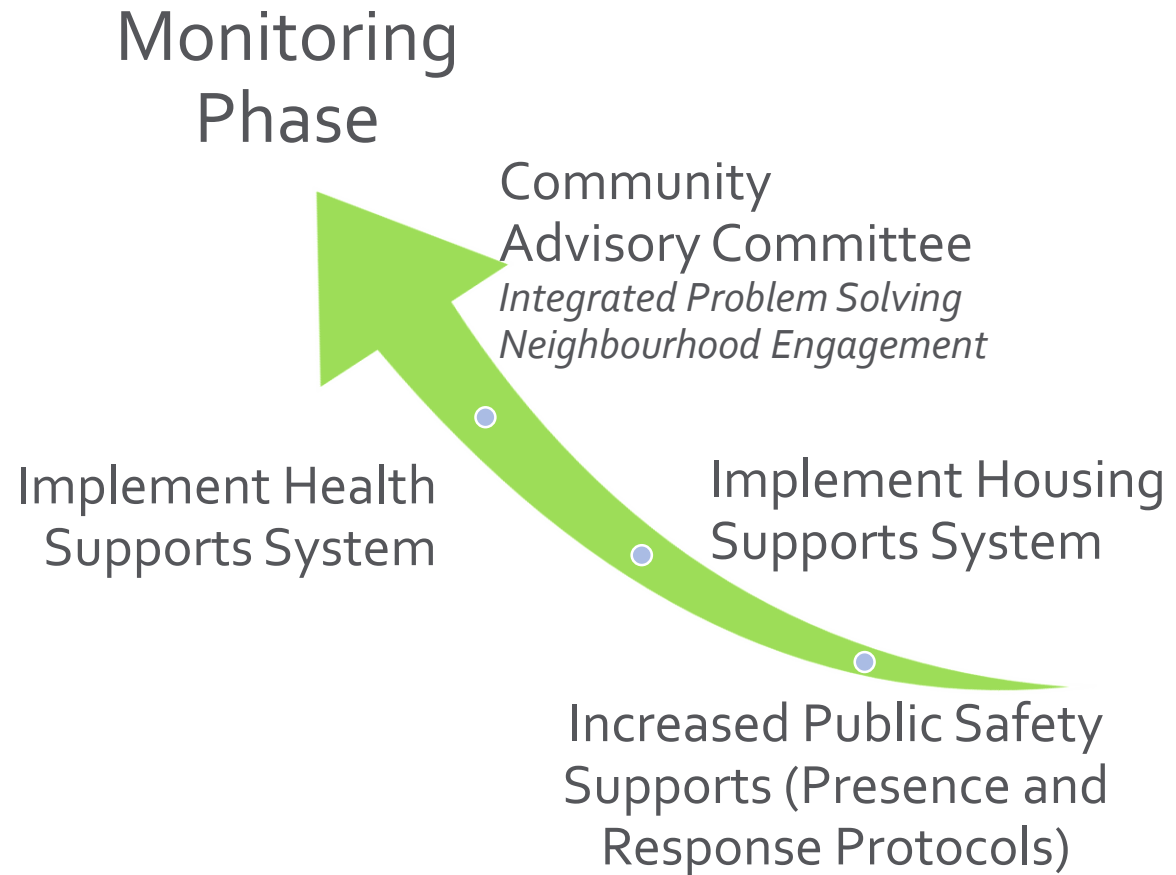 Monitoring
Phase
Community
Advisory Committee
Integrated Problem Solving
Neighbourhood Engagement
Implement Health
Supports System
Implement Housing
Supports System
Increased Public Safety
Supports (Presence and
Response Protocols)